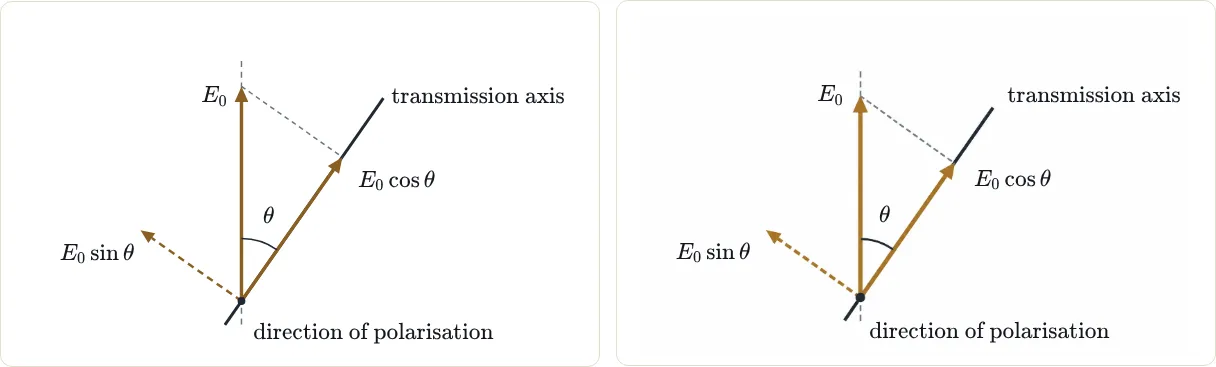 E₀
transmission axis
E₀ cos θ
θ
E₀ sin θ
direction of polarisation
E₀
transmission axis
E₀ cos θ
θ
E₀ sin θ
direction of polarisation